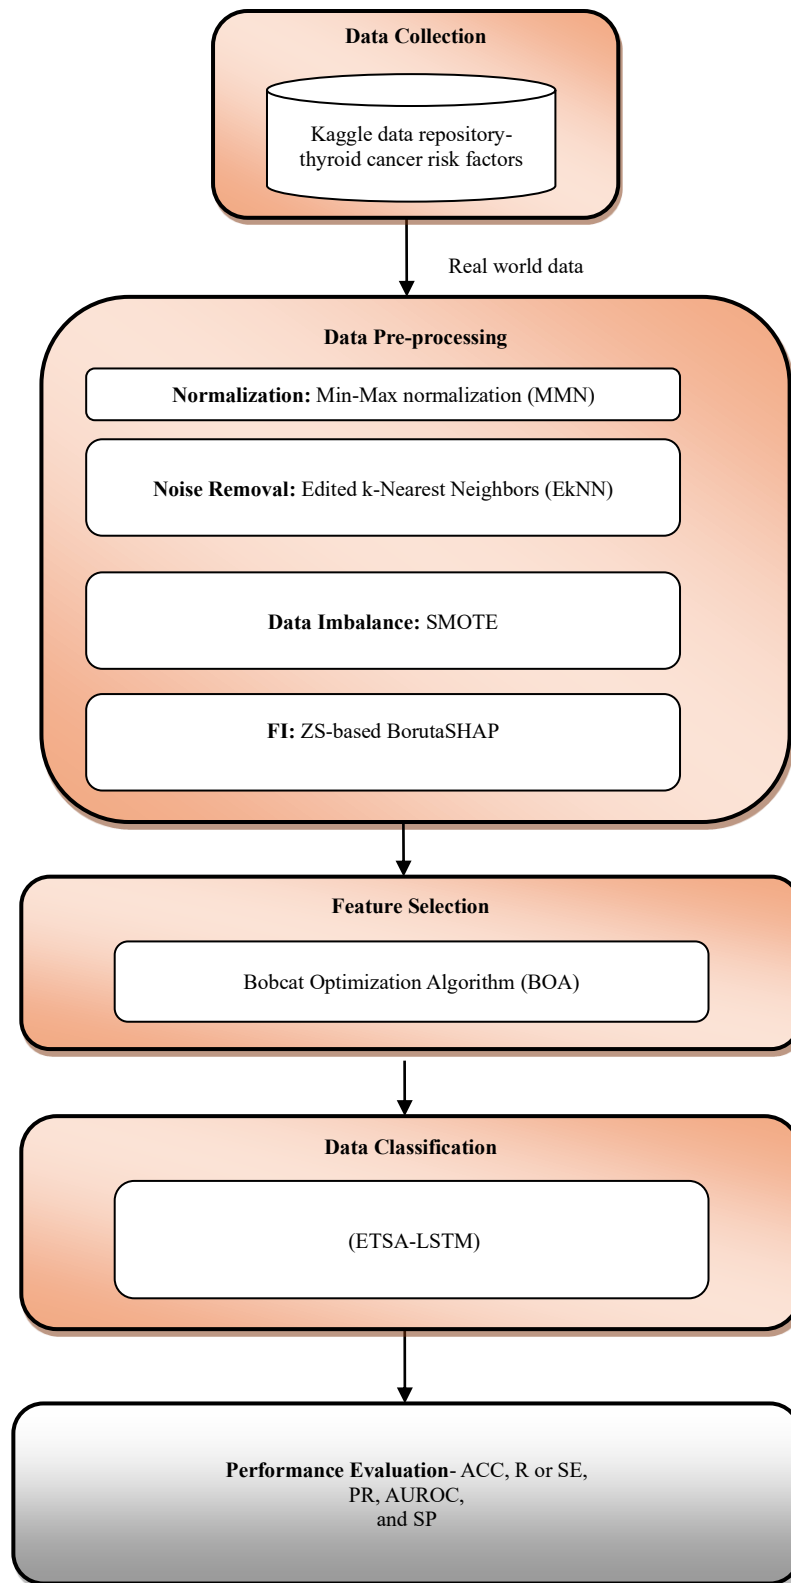 Data Collection
Kaggle data repository-
thyroid cancer risk factors
Real world data
Data Pre-processing
Normalization: Min-Max normalization (MMN)
Noise Removal: Edited k-Nearest Neighbors (EkNN)
Data Imbalance: SMOTE
FI: ZS-based BorutaSHAP
Feature Selection
Bobcat Optimization Algorithm (BOA)
Data Classification
(ETSA-LSTM)
Performance Evaluation- ACC, R or SE,
PR, AUROC,
and SP